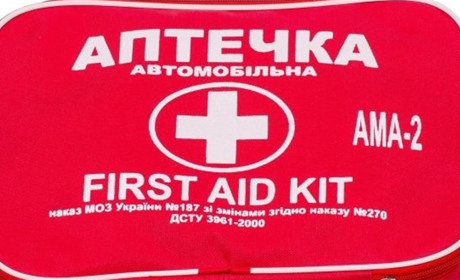 АПТЕЧКА
АВТОМОБІЛЬНА
АМА-2
FIRST AID KIT
наказ МОЗ України №187 зі змінами згідно наказу №270
ДСТУ 3961-2000